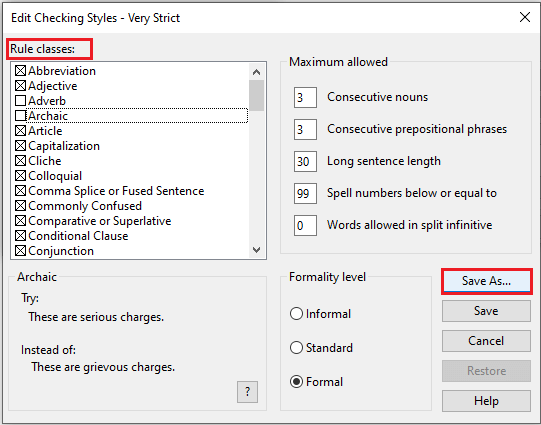 Edit Checking Styles - Very Strict
Rule classes:
Abbreviation
Adjective
Adverb
Archaic
Article
Capitalization
Cliche
Colloquial
Comma Splice or Fused Sentence
Commonly Confused
Comparative or Superlative
Conditional Clause
Conjunction
Maximum allowed
3 Consecutive nouns
3 Consecutive prepositional phrases
30 Long sentence length
99 Spell numbers below or equal to
0 Words allowed in split infinitive
Archaic
Try:
These are serious charges.
Instead of:
These are grievous charges.
?
Formality level
Informal
Standard
Formal
Save As...
Save
Cancel
Restore
Help